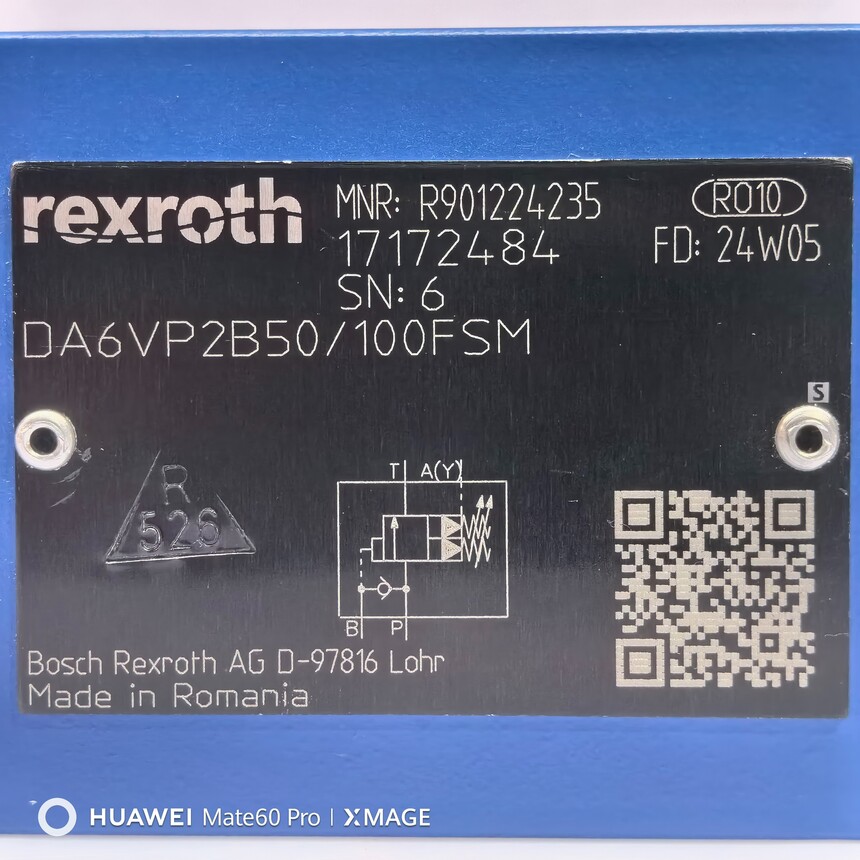 rexroth
MNR: R901224235
RO10
17172484
FD: 24W05
SN: 6
DA6VP2B50/100FSM
S
R
526
T A(Y)
B P
Bosch Rexroth AG D-97816 Lohr
Made in Romania
HUAWEI Mate60 Pro | XMAGE